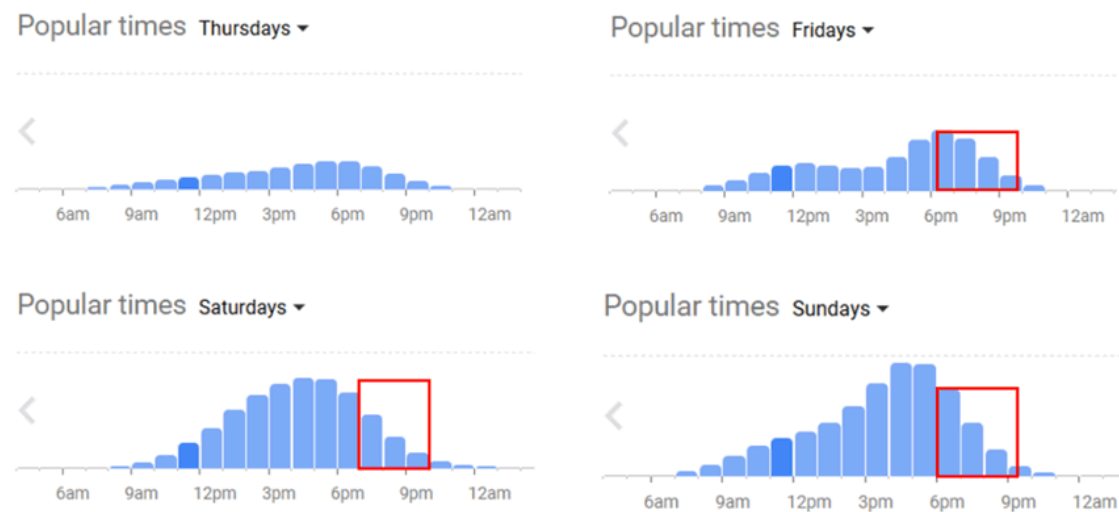 Popular times Thursdays
6am 9am 12pm 3pm 6pm 9pm 12am
Popular times Fridays
6am 9am 12pm 3pm 6pm 9pm 12am
Popular times Saturdays
6am 9am 12pm 3pm 6pm 9pm 12am
Popular times Sundays
6am 9am 12pm 3pm 6pm 9pm 12am